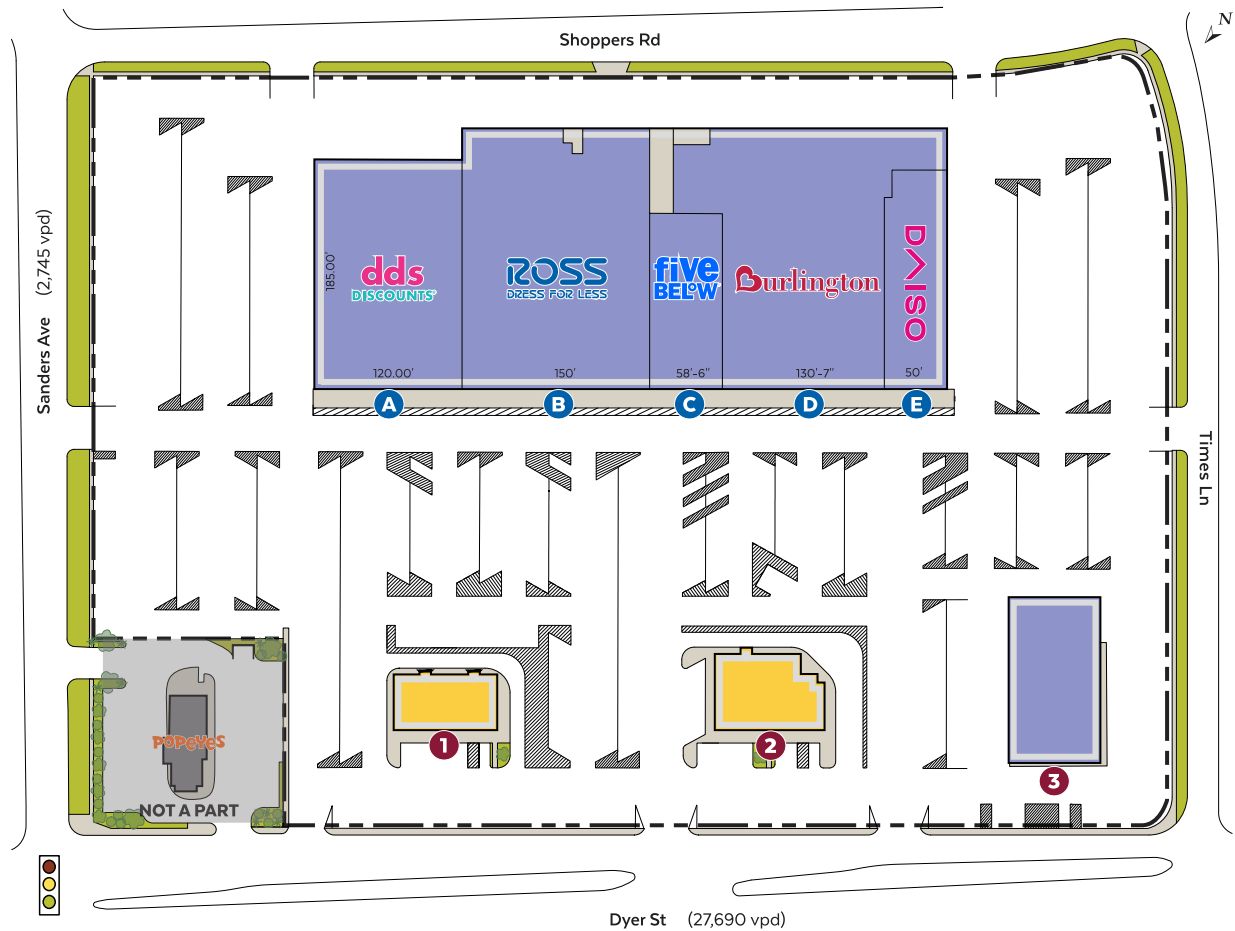 N
Shoppers Rd
Sanders Ave (2,745 vpd)
Times Ln
185.00'
dds
DISCOUNTS
ROSS
DRESS FOR LESS
five
BELOW
Burlington
DAISO
120.00'
150'
58'-6"
130'-7"
50'
A
B
C
D
E
1
2
3
POPEYES
NOT A PART
Dyer St (27,690 vpd)